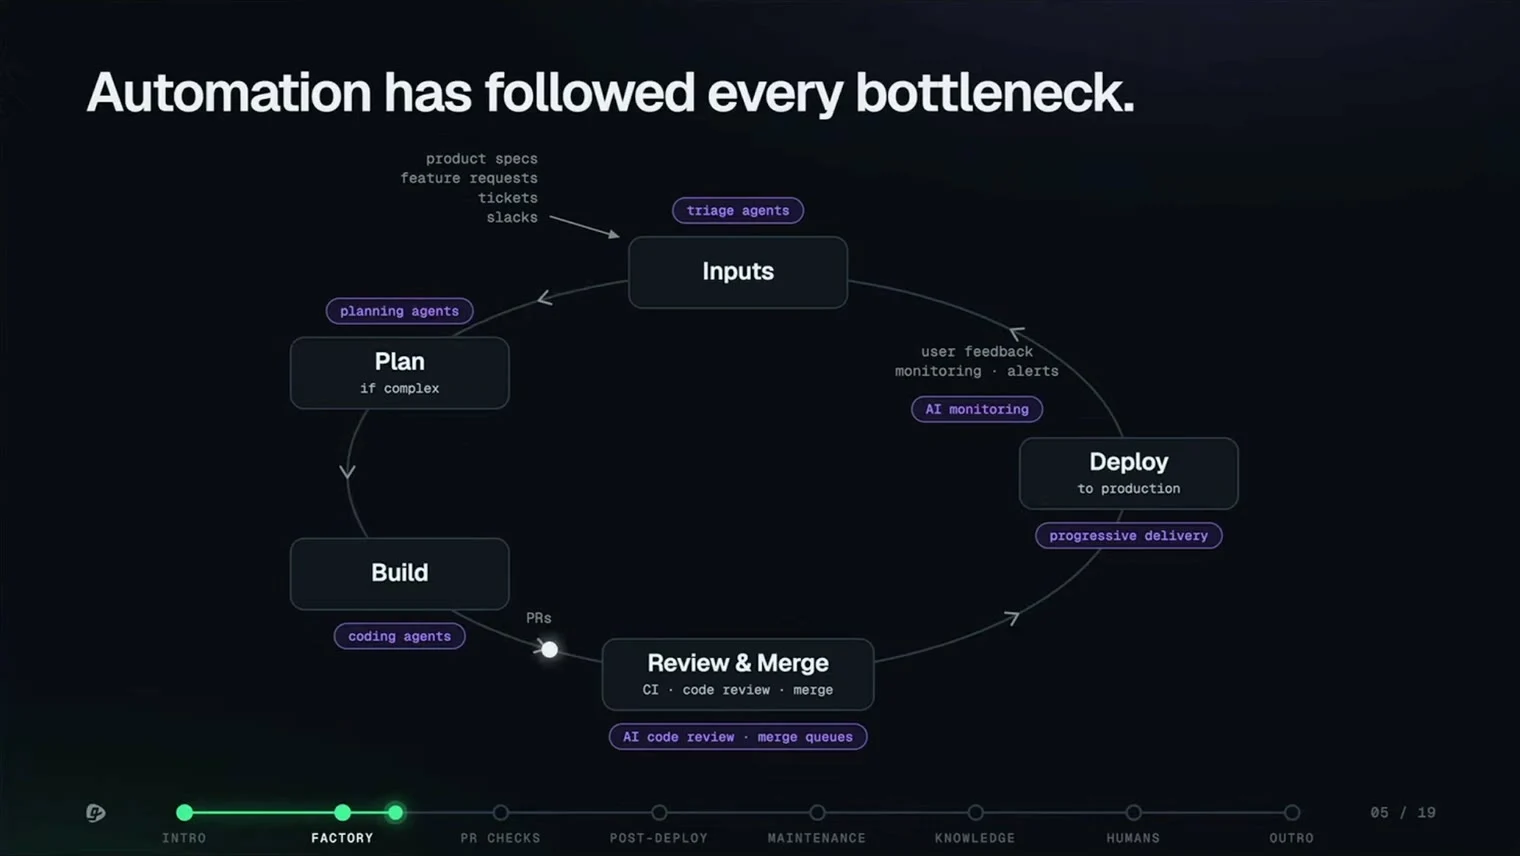 Automation has followed every bottleneck.
product specs
feature requests
tickets
slacks
triage agents
Inputs
planning agents
Plan
if complex
user feedback
monitoring · alerts
AI monitoring
Deploy
to production
progressive delivery
Build
coding agents
PRs
Review & Merge
CI · code review · merge
AI code review · merge queues
INTRO
FACTORY
PR CHECKS
POST-DEPLOY
MAINTENANCE
KNOWLEDGE
HUMANS
OUTRO
05 / 19